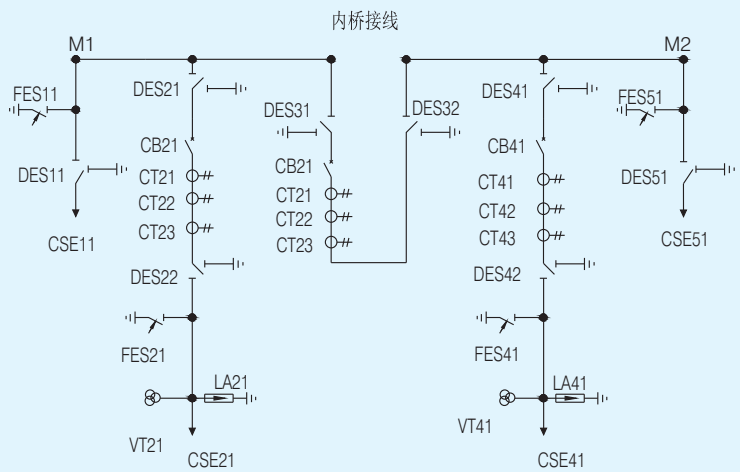 内桥接线
M1
M2
FES11
DES21
DES31
DES32
DES41
FES51
CB21
CB21
CB41
DES11
CT21
CT22
CT23
CT21
CT22
CT23
CT41
CT42
CT43
DES51
CSE11
CSE51
DES22
DES42
FES21
FES41
LA21
LA41
VT21
VT41
CSE21
CSE41